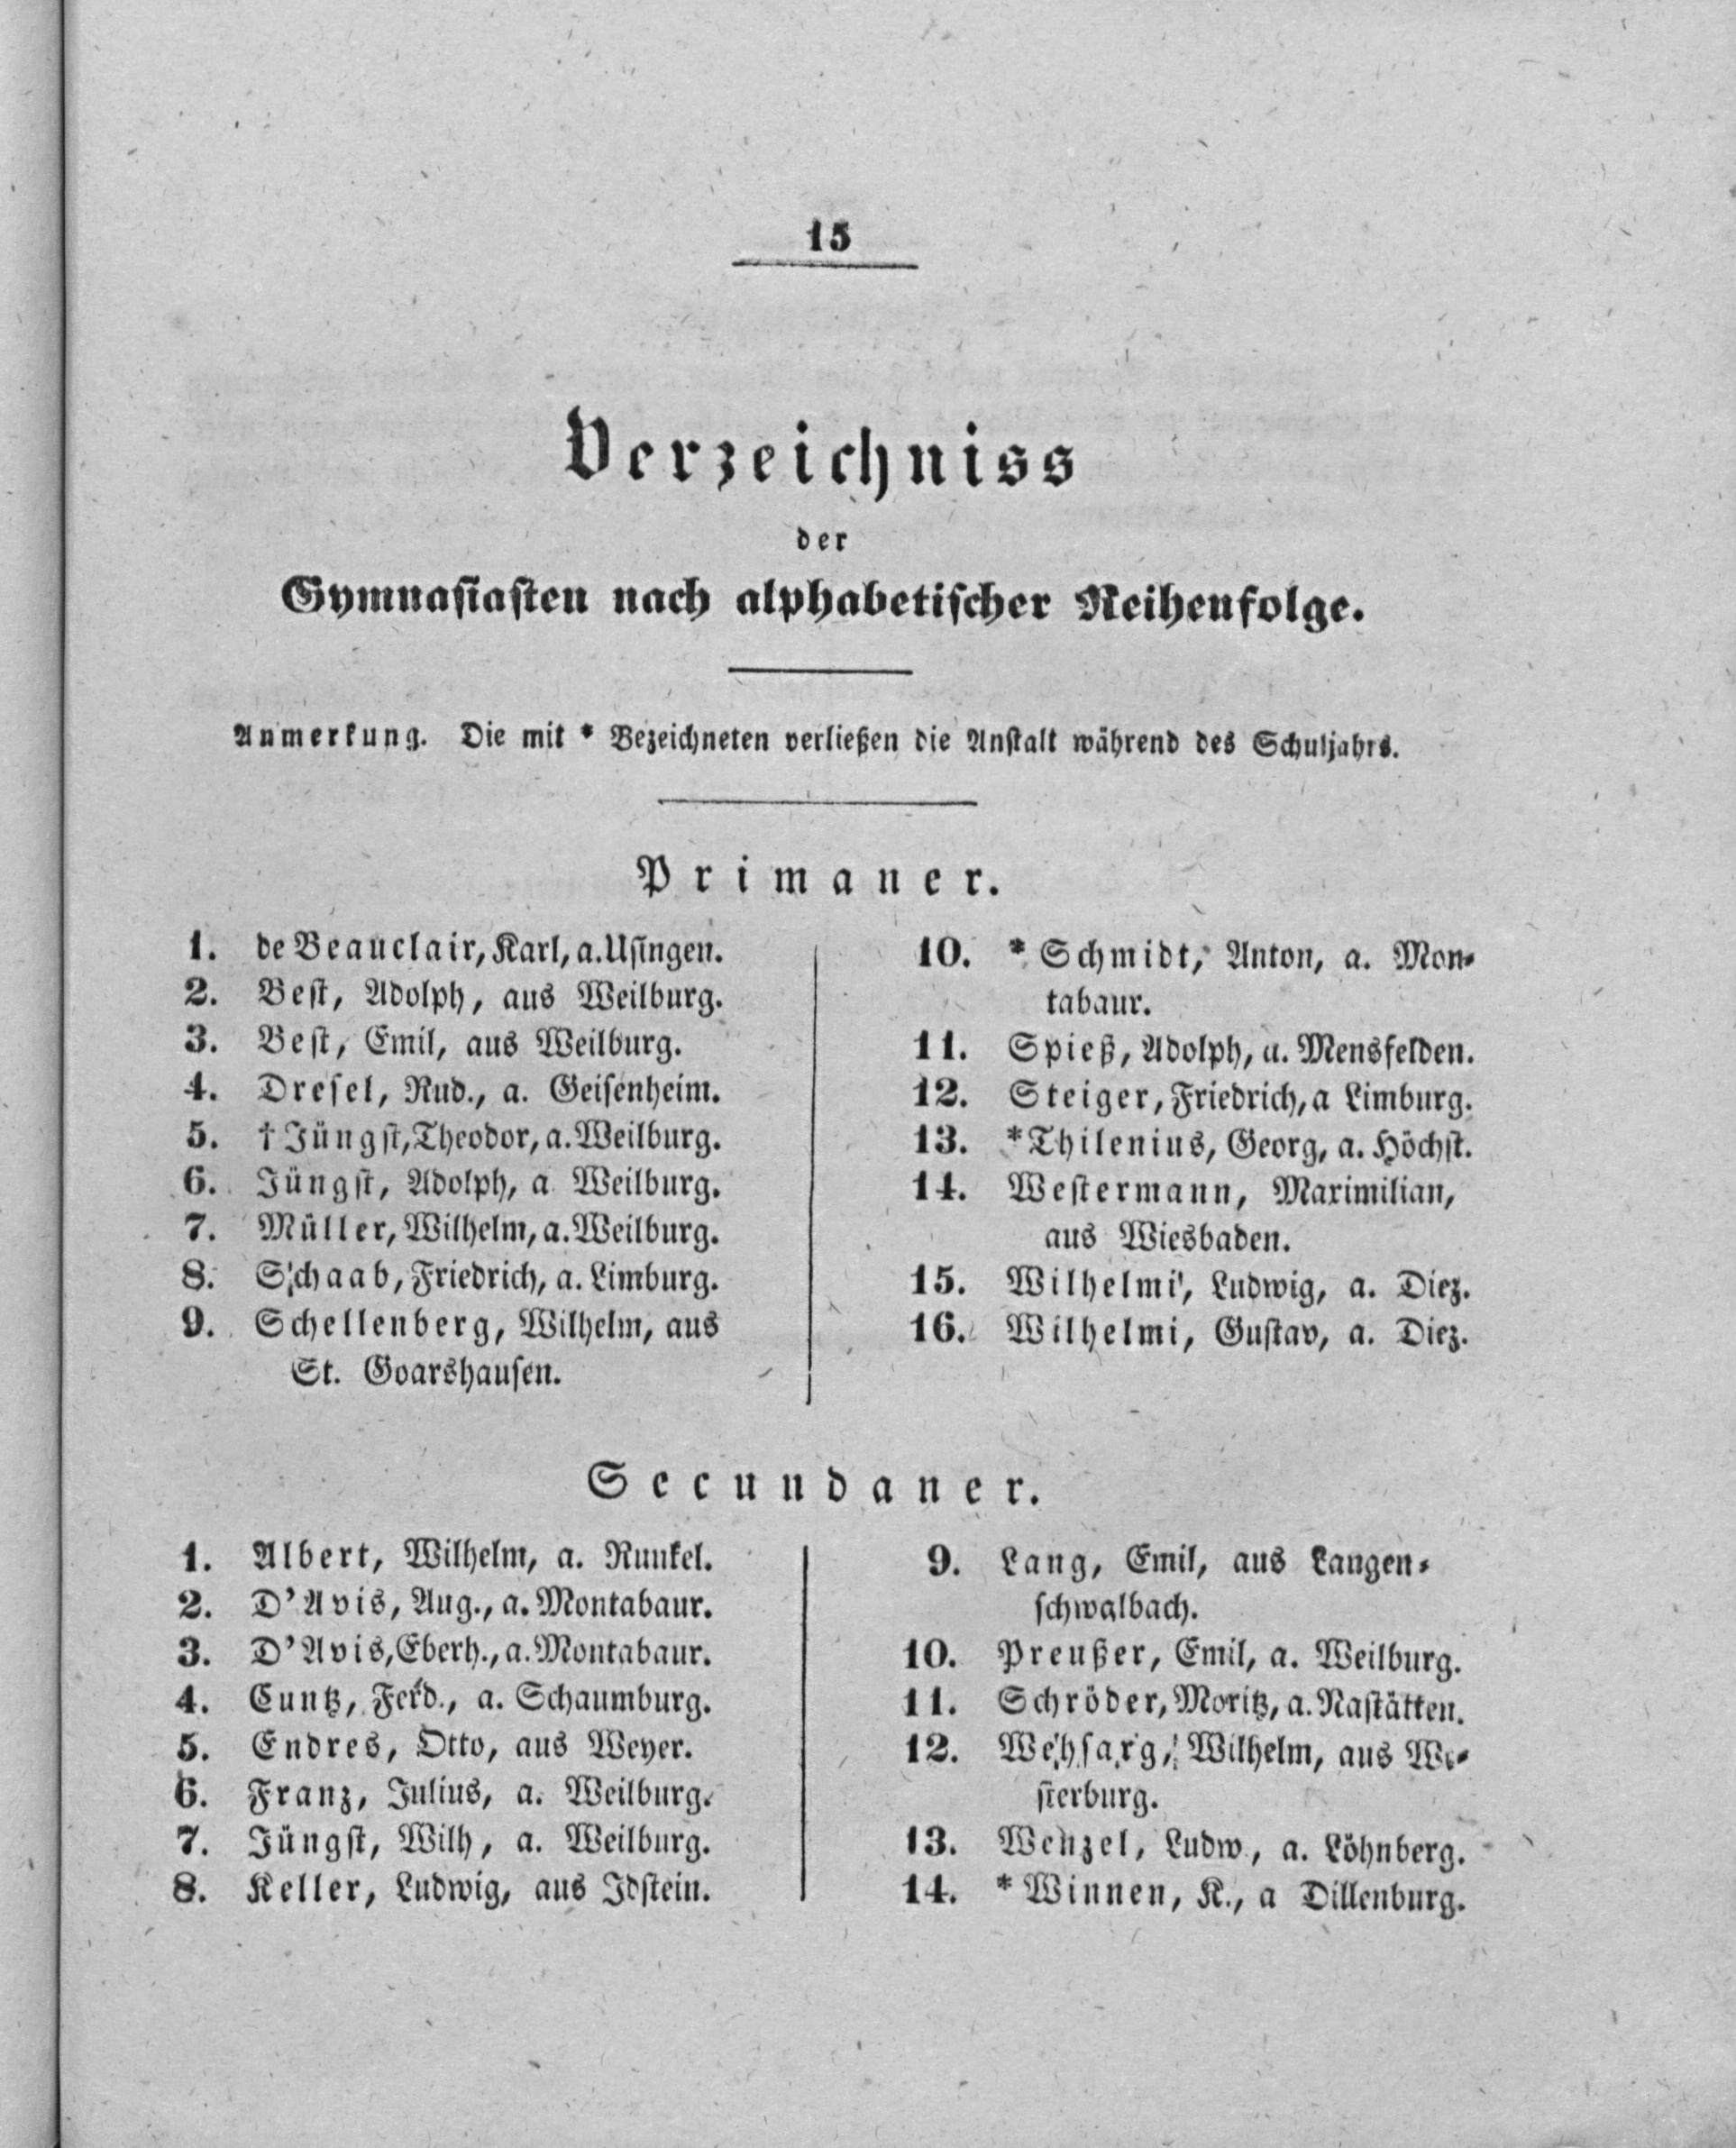 15
Verzeichniss
der
Gymnasiasten nach alphabetischer Reihenfolge.
Anmerkung. Die mit * Bezeichneten verließen die Anstalt während des Schuljahrs.
Primaner.
1. de Beauclair, Karl, a. Usingen.
2. Best, Adolph, aus Weilburg.
3. Best, Emil, aus Weilburg.
4. Dresel, Rud., a. Geisenheim.
5. † Jüngst, Theodor, a. Weilburg.
6. Jüngst, Adolph, a Weilburg.
7. Müller, Wilhelm, a. Weilburg.
8. Schaab, Friedrich, a. Limburg.
9. Schellenberg, Wilhelm, aus
St. Goarshausen.
10. * Schmidt, Anton, a. Mon-
tabaur.
11. Spieß, Adolph, a. Mensfelden.
12. Steiger, Friedrich, a Limburg.
13. * Thilenius, Georg, a. Höchst.
14. Westermann, Maximilian,
aus Wiesbaden.
15. Wilhelmi, Ludwig, a. Diez.
16. Wilhelmi, Gustav, a. Diez.
Secundaner.
1. Albert, Wilhelm, a. Runkel.
2. D'Avis, Aug., a. Montabaur.
3. D'Avis, Eberh., a. Montabaur.
4. Cuntz, Ferd., a. Schaumburg.
5. Endres, Otto, aus Weyer.
6. Franz, Julius, a. Weilburg.
7. Jüngst, Wilh, a. Weilburg.
8. Keller, Ludwig, aus Idstein.
9. Lang, Emil, aus Langen-
schwalbach.
10. Preußer, Emil, a. Weilburg.
11. Schröder, Moritz, a. Nastätten.
12. Wehsarg, Wilhelm, aus We-
sterburg.
13. Wenzel, Ludw., a. Löhnberg.
14. * Winnen, K., a Dillenburg.